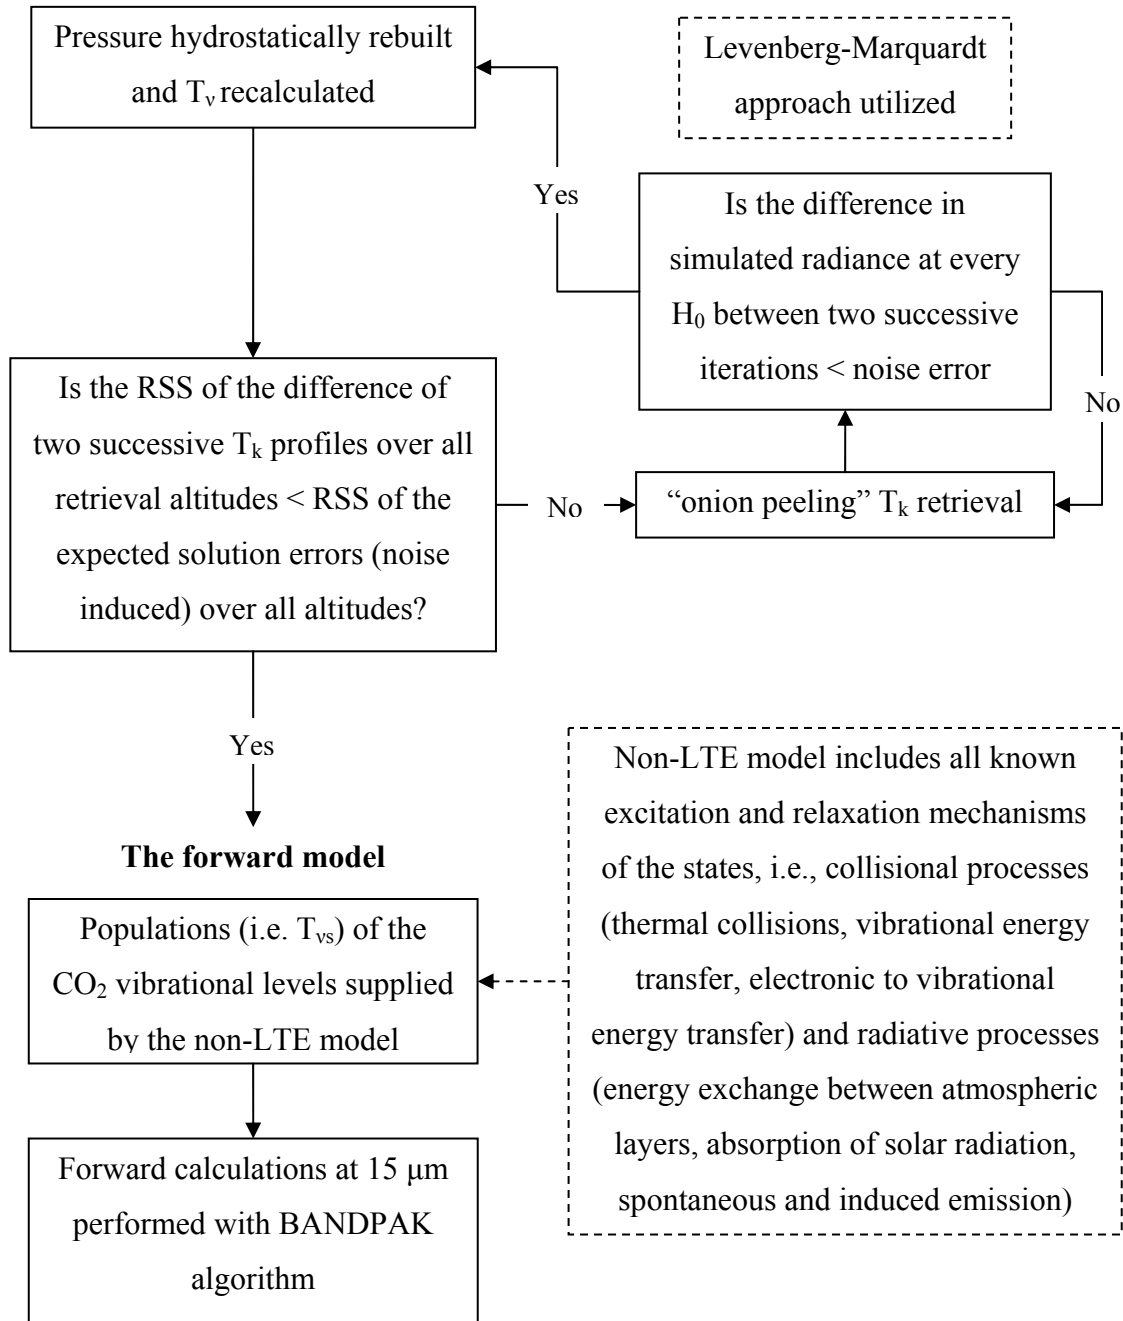 Pressure hydrostatically rebuilt
and Tν recalculated
Levenberg-Marquardt
approach utilized
Yes
Is the difference in
simulated radiance at every
H0 between two successive
iterations < noise error
No
Is the RSS of the difference of
two successive Tk profiles over all
retrieval altitudes < RSS of the
expected solution errors (noise
induced) over all altitudes?
No
“onion peeling” Tk retrieval
Yes
The forward model
Populations (i.e. Tvs) of the
CO2 vibrational levels supplied
by the non-LTE model
Non-LTE model includes all known
excitation and relaxation mechanisms
of the states, i.e., collisional processes
(thermal collisions, vibrational energy
transfer, electronic to vibrational
energy transfer) and radiative processes
(energy exchange between atmospheric
layers, absorption of solar radiation,
spontaneous and induced emission)
Forward calculations at 15 μm
performed with BANDPAK
algorithm